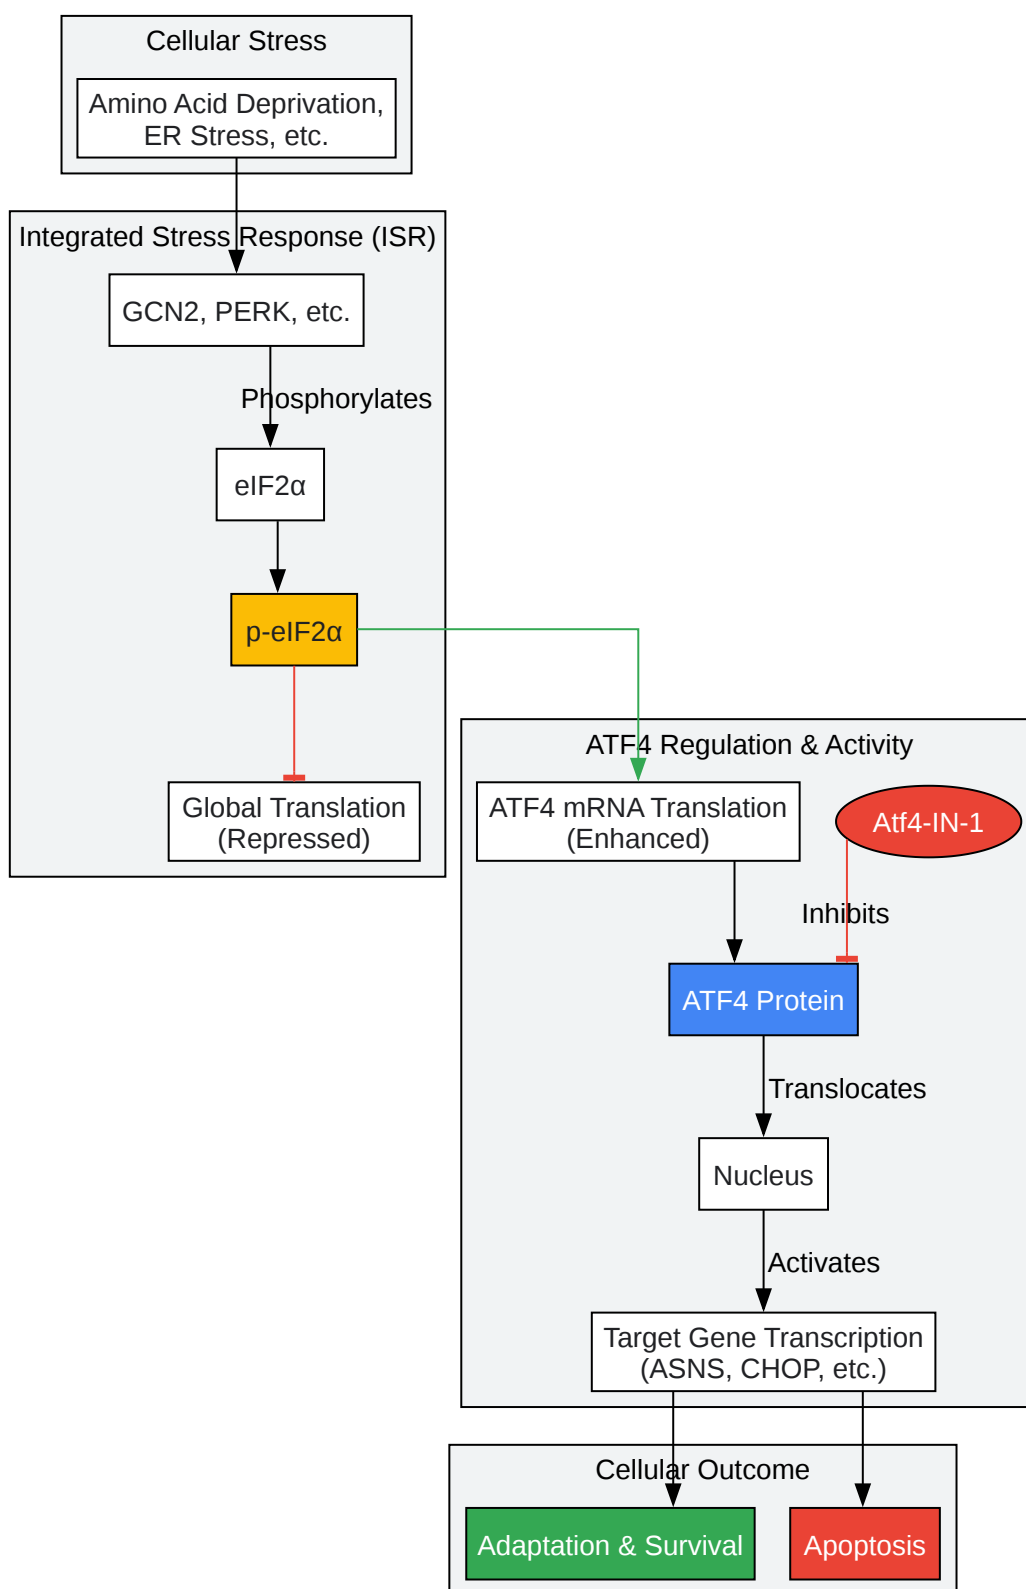 Cellular Stress
Amino Acid Deprivation,
ER Stress, etc.
Integrated Stress Response (ISR)
GCN2, PERK, etc.
Phosphorylates
eIF2α
p-eIF2α
Global Translation
(Repressed)
ATF4 Regulation & Activity
ATF4 mRNA Translation
(Enhanced)
Atf4-IN-1
Inhibits
ATF4 Protein
Translocates
Nucleus
Activates
Target Gene Transcription
(ASNS, CHOP, etc.)
Cellular Outcome
Adaptation & Survival
Apoptosis